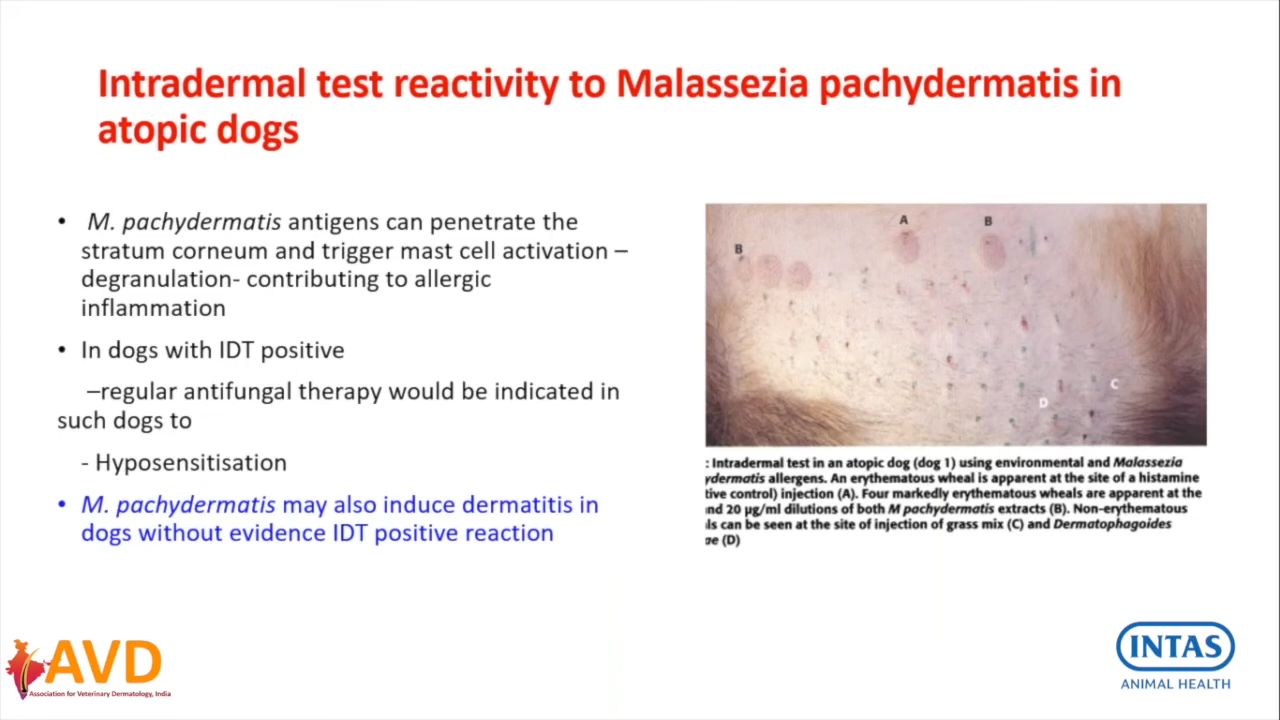 Intradermal test reactivity to Malassezia pachydermatis in
atopic dogs
• M. pachydermatis antigens can penetrate the
stratum corneum and trigger mast cell activation –
degranulation- contributing to allergic
inflammation
• In dogs with IDT positive
–regular antifungal therapy would be indicated in
such dogs to
- Hyposensitisation
• M. pachydermatis may also induce dermatitis in
dogs without evidence IDT positive reaction
A
B
B
C
D
: Intradermal test in an atopic dog (dog 1) using environmental and Malassezia
ydermatis allergens. An erythematous wheal is apparent at the site of a histamine
tive control) injection (A). Four markedly erythematous wheals are apparent at the
nd 20 µg/ml dilutions of both M pachydermatis extracts (B). Non-erythematous
ls can be seen at the site of injection of grass mix (C) and Dermatophagoides
ae (D)
AVD
Association for Veterinary Dermatology, India
INTAS
ANIMAL HEALTH